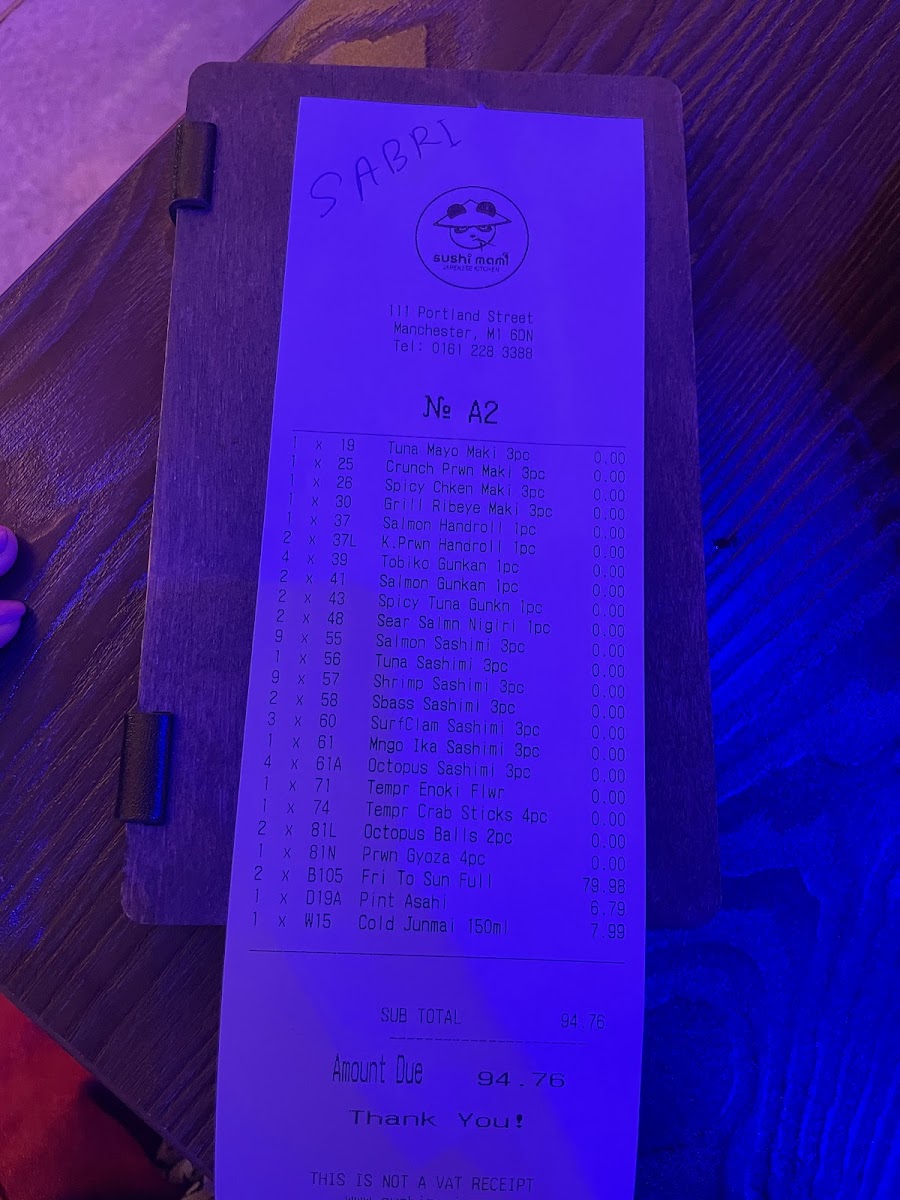 SABRI
sushi mami
JAPANESE KITCHEN
111 Portland Street
Manchester, M1 6DN
Tel: 0161 228 3388
№ A2
1 x 19 Tuna Mayo Maki 3pc 0.00
1 x 25 Crunch Prwn Maki 3pc 0.00
1 x 26 Spicy Chken Maki 3pc 0.00
1 x 30 Grill Ribeye Maki 3pc 0.00
1 x 37 Salmon Handroll 1pc 0.00
2 x 37L K.Prwn Handroll 1pc 0.00
4 x 39 Tobiko Gunkan 1pc 0.00
2 x 41 Salmon Gunkan 1pc 0.00
2 x 43 Spicy Tuna Gunkn 1pc 0.00
2 x 48 Sear Salmn Nigiri 1pc 0.00
9 x 55 Salmon Sashimi 3pc 0.00
1 x 56 Tuna Sashimi 3pc 0.00
9 x 57 Shrimp Sashimi 3pc 0.00
2 x 58 Sbass Sashimi 3pc 0.00
3 x 60 SurfClam Sashimi 3pc 0.00
1 x 61 Mngo Ika Sashimi 3pc 0.00
4 x 61A Octopus Sashimi 3pc 0.00
1 x 71 Tempr Enoki Flwr 0.00
1 x 74 Tempr Crab Sticks 4pc 0.00
2 x 81L Octopus Balls 2pc 0.00
1 x 81N Prwn Gyoza 4pc 0.00
2 x B105 Fri To Sun Full 79.98
1 x D19A Pint Asahi 6.79
1 x W15 Cold Junmai 150ml 7.99
SUB TOTAL 94.76
Amount Due 94.76
Thank You!
THIS IS NOT A VAT RECEIPT